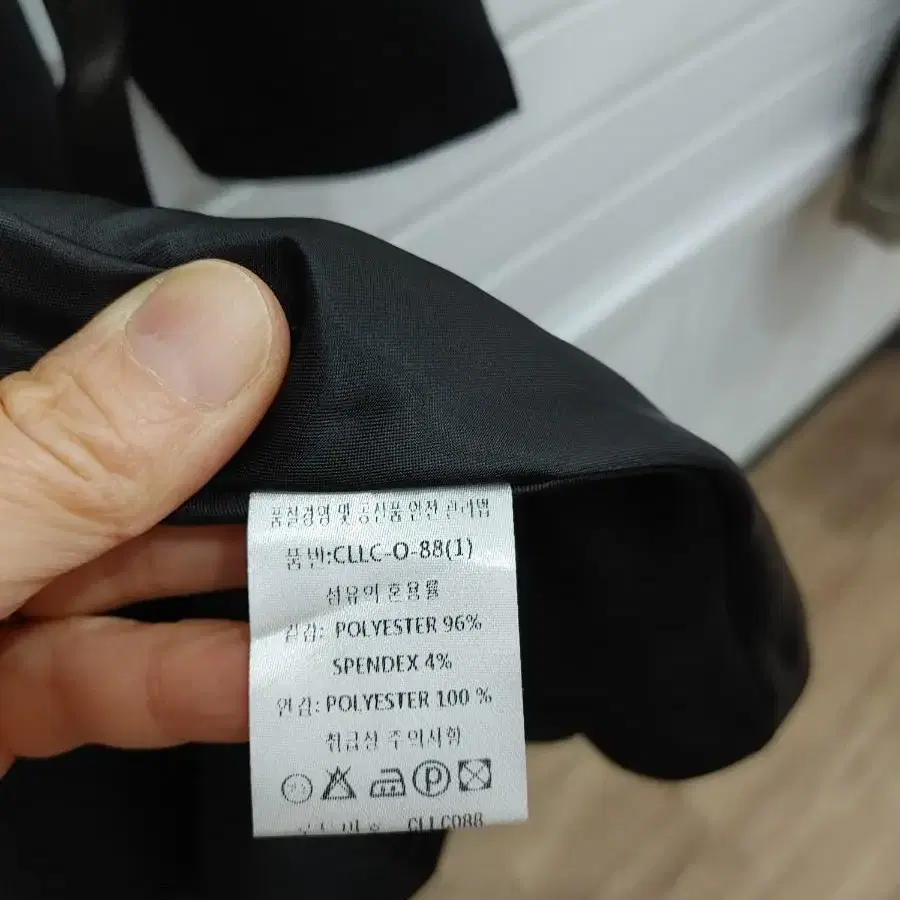 품질경영 및 공산품 안전 관리법
품번:CLLC-O-88(1)
섬유의 혼용률
겉감: POLYESTER 96%
SPENDEX 4%
안감: POLYESTER 100 %
취급상 주의사항
P
CLLC088